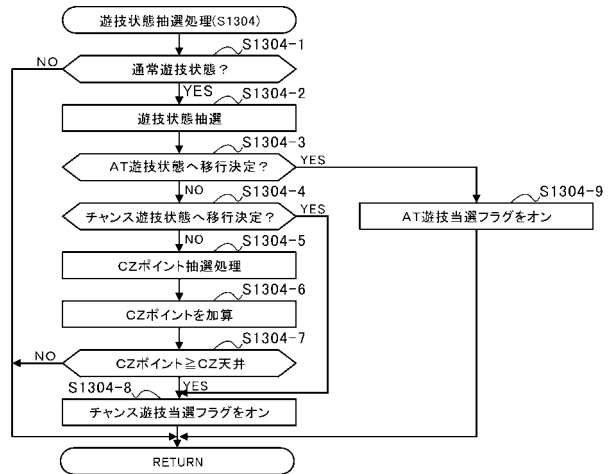 遊技状態抽選処理(S1304)
S1304-1
NO
通常遊技状態?
YES
S1304-2
遊技状態抽選
S1304-3
AT遊技状態へ移行決定?
YES
NO
S1304-4
S1304-9
チャンス遊技状態へ移行決定?
YES
AT遊技当選フラグをオン
NO
S1304-5
CZポイント抽選処理
S1304-6
CZポイントを加算
S1304-7
NO
CZポイント≧CZ天井
S1304-8
YES
チャンス遊技当選フラグをオン
RETURN